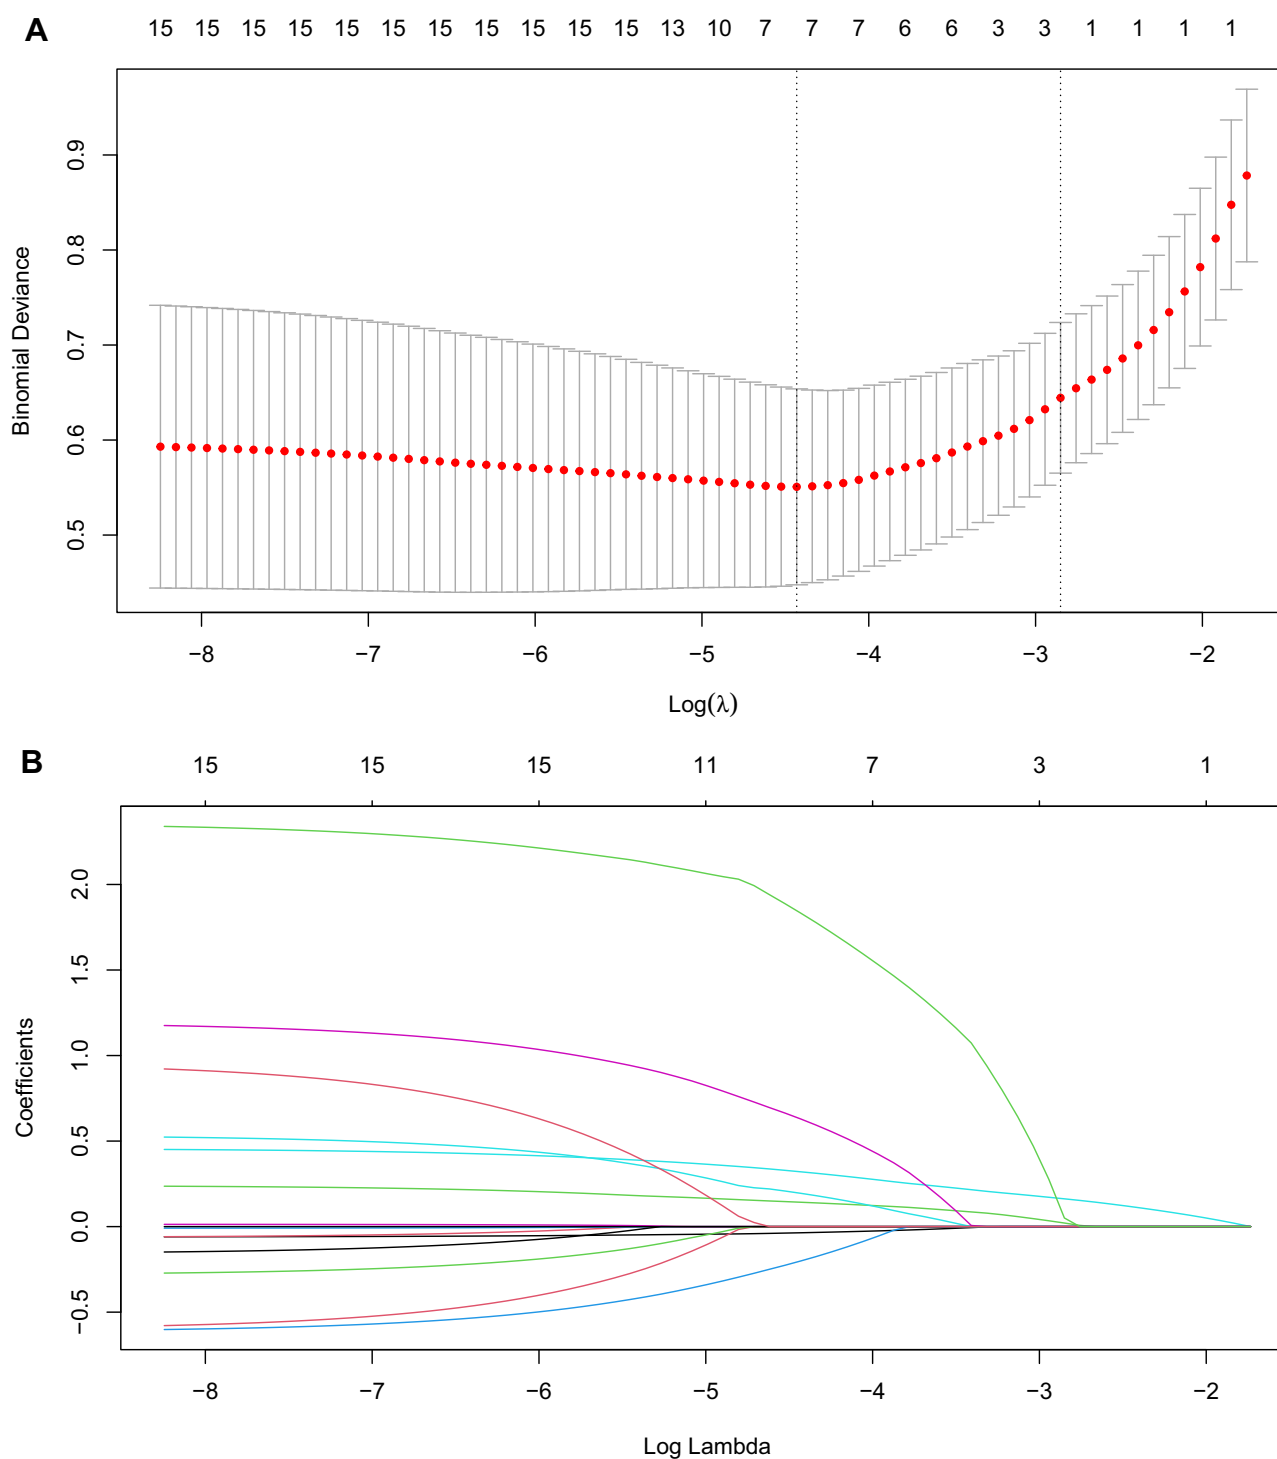 A
15 15 15 15 15 15 15 15 15 15 15 13 10 7 7 7 6 6 3 3 1 1 1 1
Binomial Deviance
0.9
0.8
0.7
0.6
0.5
−8 −7 −6 −5 −4 −3 −2
Log(λ)
B
15 15 15 11 7 3 1
Coefficients
2.0
1.5
1.0
0.5
0.0
−0.5
−8 −7 −6 −5 −4 −3 −2
Log Lambda